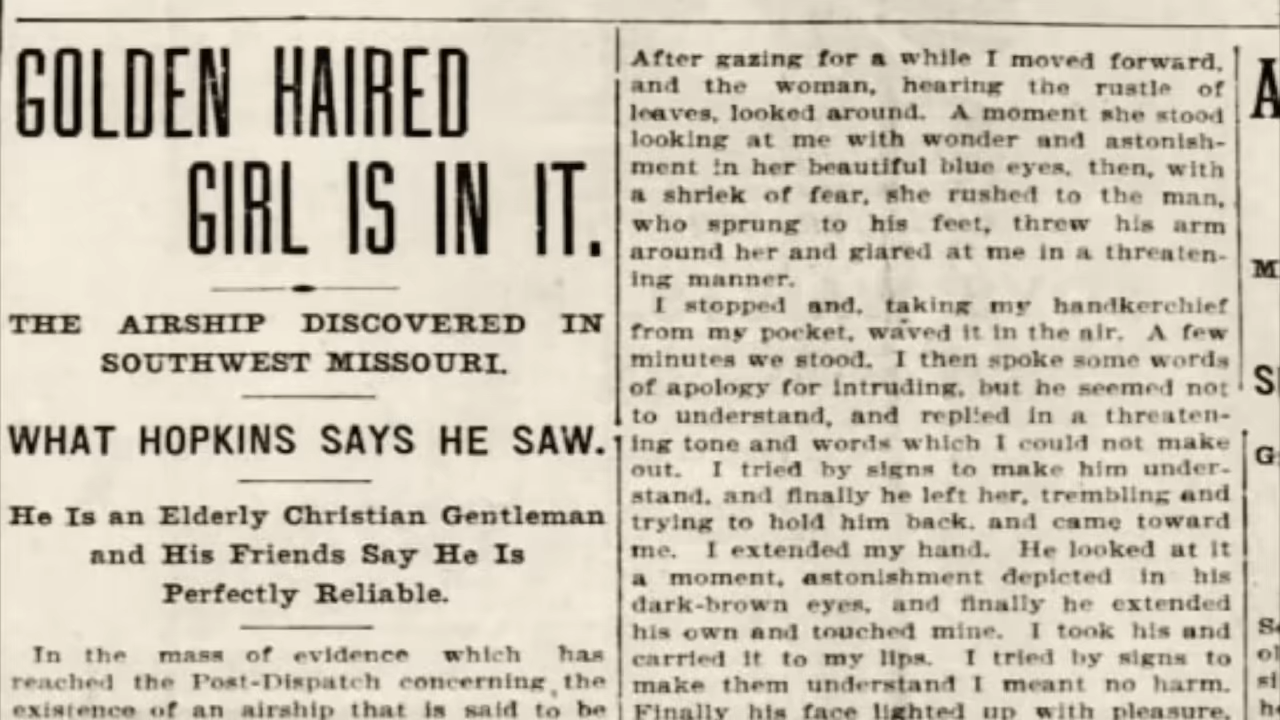 GOLDEN HAIRED
GIRL IS IN IT.
THE AIRSHIP DISCOVERED IN
SOUTHWEST MISSOURI.
WHAT HOPKINS SAYS HE SAW.
He Is an Elderly Christian Gentleman
and His Friends Say He Is
Perfectly Reliable.
In the mass of evidence which has
reached the Post-Dispatch concerning the
existence of an airship that is said to be
After gazing for a while I moved forward,
and the woman, hearing the rustle of
leaves, looked around. A moment she stood
looking at me with wonder and astonish-
ment in her beautiful blue eyes, then, with
a shriek of fear, she rushed to the man,
who sprung to his feet, threw his arm
around her and glared at me in a threaten-
ing manner.
I stopped and, taking my handkerchief
from my pocket, waved it in the air. A few
minutes we stood. I then spoke some words
of apology for intruding, but he seemed not
to understand, and replied in a threaten-
ing tone and words which I could not make
out. I tried by signs to make him under-
stand, and finally he left her, trembling and
trying to hold him back, and came toward
me. I extended my hand. He looked at it
a moment, astonishment depicted in his
dark-brown eyes, and finally he extended
his own and touched mine. I took his and
carried it to my lips. I tried by signs to
make them understand I meant no harm.
Finally his face lighted up with pleasure,
A
M
S
G